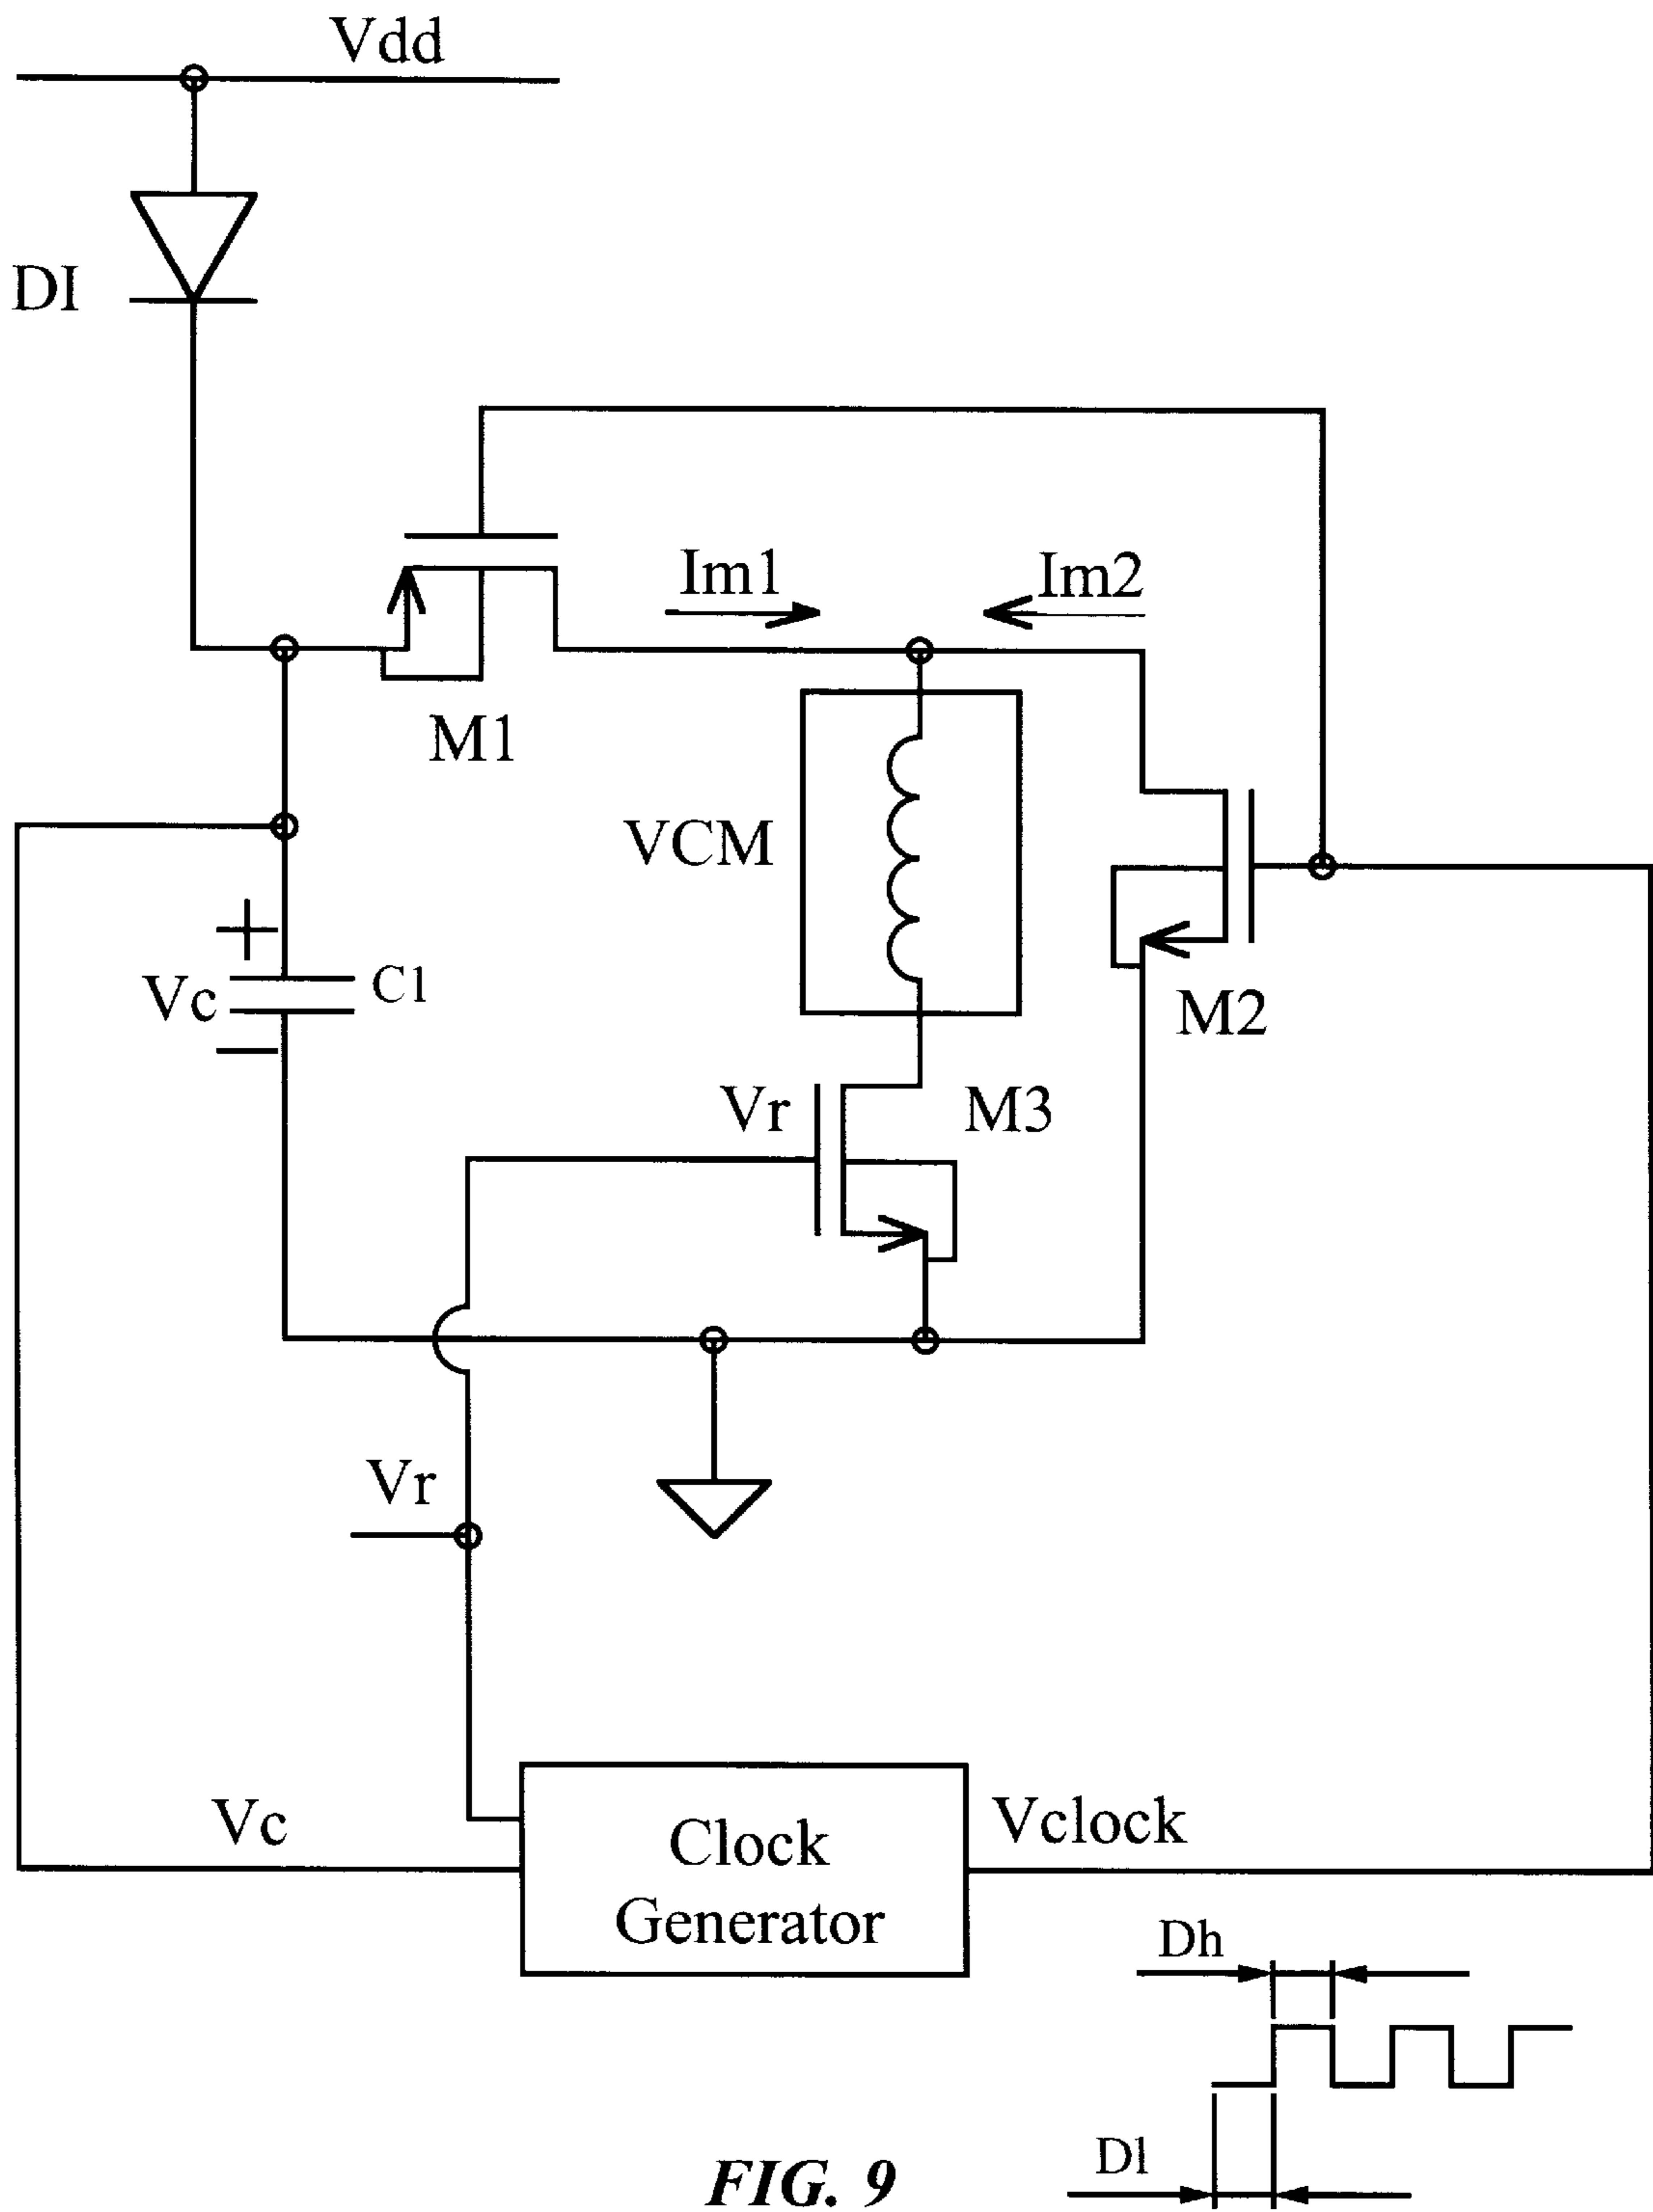 Vdd
DI
Im1
Im2
M1
VCM
+
Vc
C1
−
M2
Vr
M3
Vr
Vc
Clock
Generator
Vclock
Dh
Dl
FIG. 9